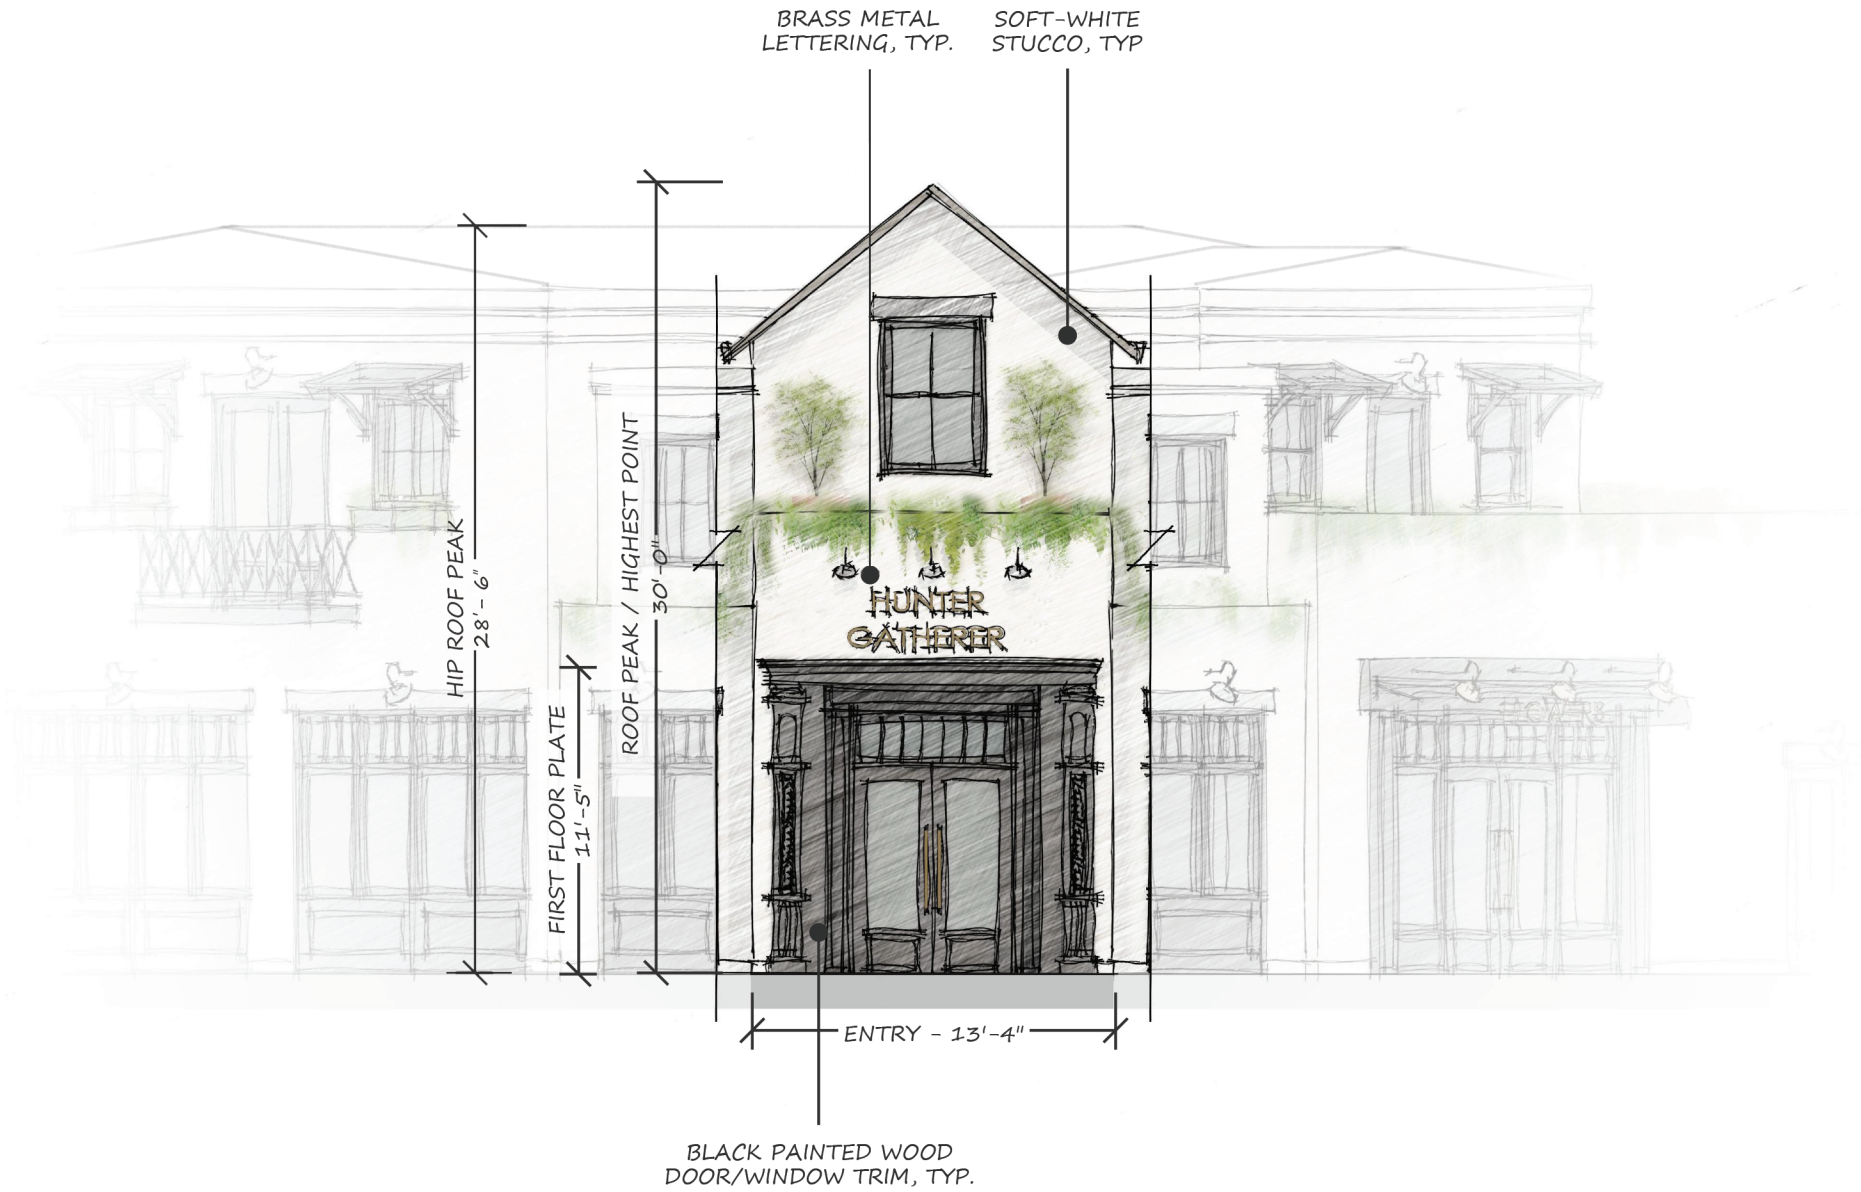 BRASS METAL
LETTERING, TYP.
SOFT-WHITE
STUCCO, TYP
HIP ROOF PEAK
28'- 6"
FIRST FLOOR PLATE
11'-5"
ROOF PEAK / HIGHEST POINT
30'-0"
HUNTER
GATHERER
ENTRY - 13'-4"
BLACK PAINTED WOOD
DOOR/WINDOW TRIM, TYP.